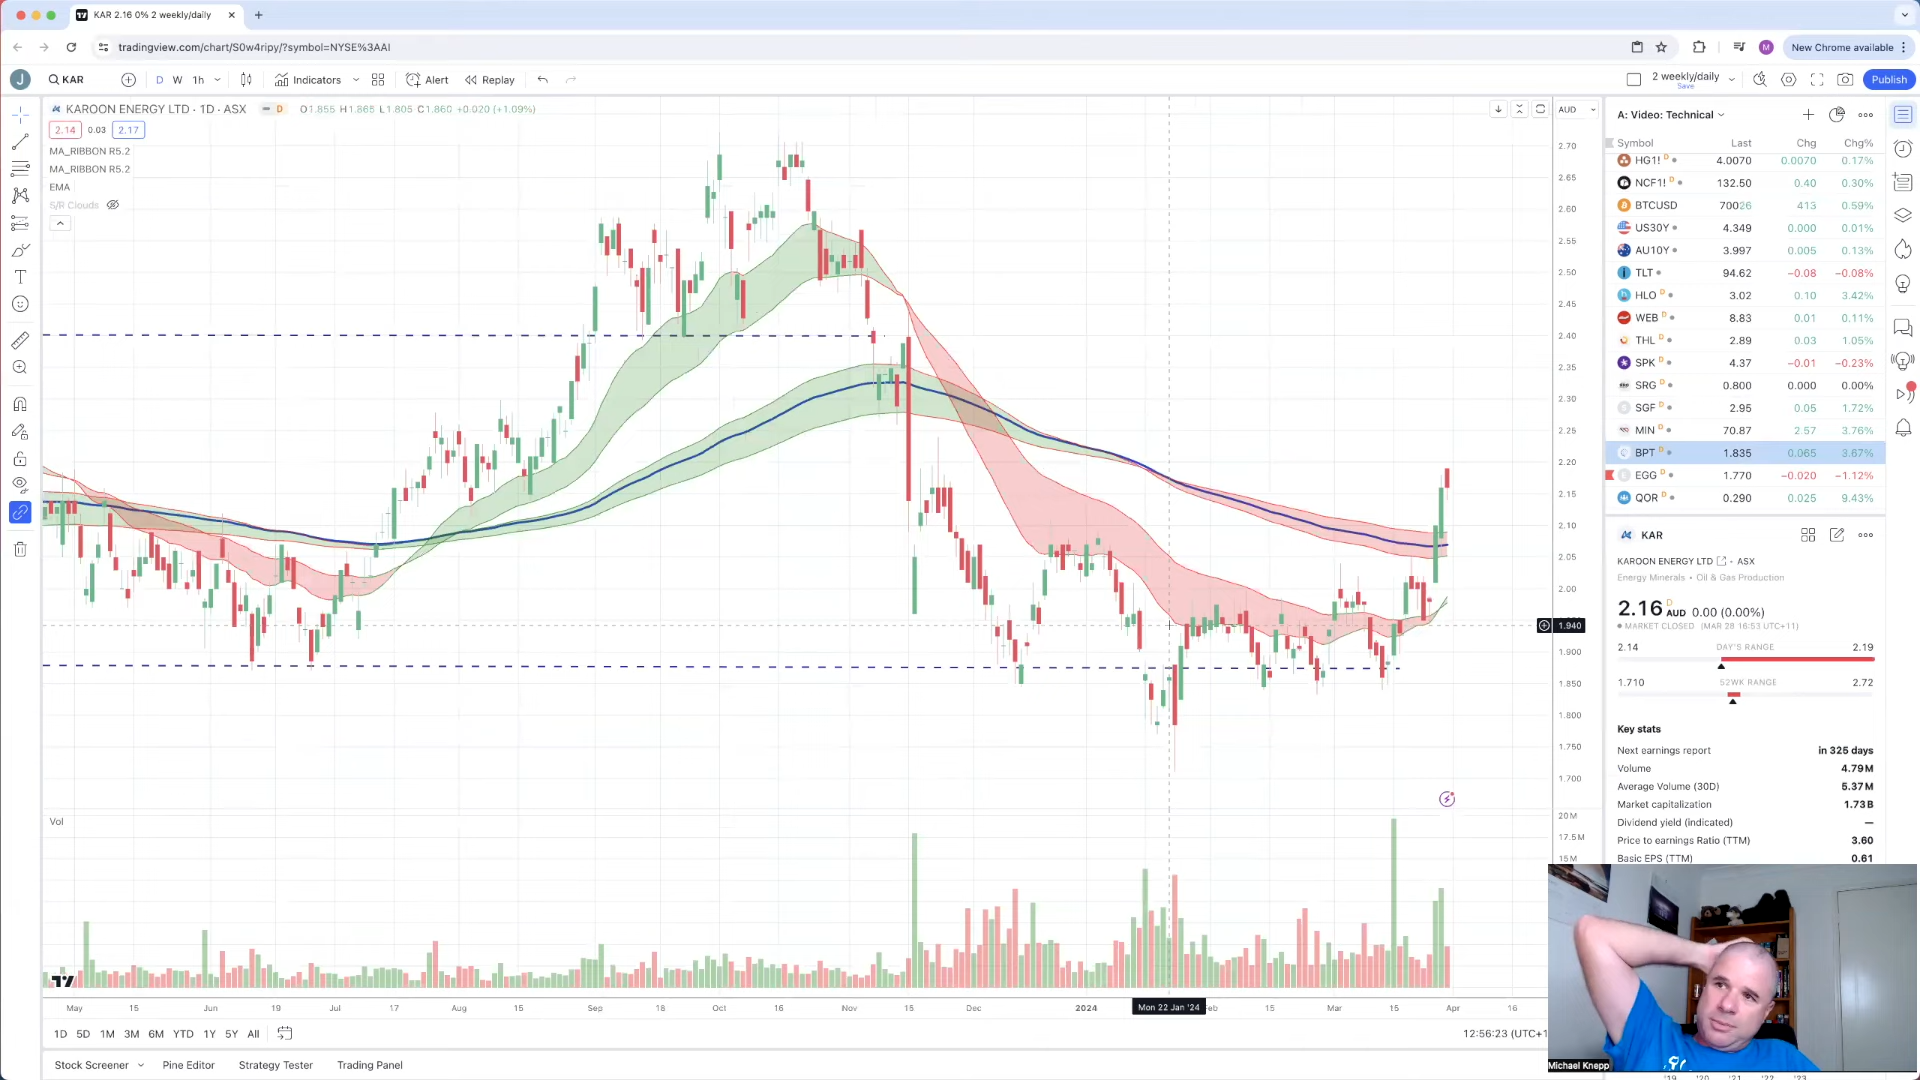 KAR 2.16 0% 2 weekly/daily
tradingview.com/chart/S0w4ripy/?symbol=NYSE%3AAI
M
New Chrome available
J
KAR
D W 1h
Indicators
Alert
Replay
2 weekly/daily
Save
Publish
KAROON ENERGY LTD · 1D · ASX
D
O1.855 H1.865 L1.805 C1.860 +0.020 (+1.09%)
AUD
2.14 0.03 2.17
MA_RIBBON R5.2
MA_RIBBON R5.2
EMA
S/R Clouds
2.70
2.65
2.60
2.55
2.50
2.45
2.40
2.35
2.30
2.25
2.20
2.15
2.10
2.05
2.00
1.940
1.900
1.850
1.800
1.750
1.700
Vol
20 M
17.5 M
15 M
May 15 Jun 19 Jul 17 Aug 15 Sep 18 Oct 16 Nov 15 Dec 2024 Mon 22 Jan '24 Feb 15 Mar 15 Apr 16
1D 5D 1M 3M 6M YTD 1Y 5Y All
12:56:23 (UTC+1
Stock Screener
Pine Editor
Strategy Tester
Trading Panel
A: Video: Technical
Symbol Last Chg Chg%
HG1! D 4.0070 0.0070 0.17%
NCF1! D 132.50 0.40 0.30%
BTCUSD 70026 413 0.59%
US30Y 4.349 0.000 0.01%
AU10Y 3.997 0.005 0.13%
TLT 94.62 −0.08 −0.08%
HLO D 3.02 0.10 3.42%
WEB D 8.83 0.01 0.11%
THL D 2.89 0.03 1.05%
SPK D 4.37 −0.01 −0.23%
SRG D 0.800 0.000 0.00%
SGF D 2.95 0.05 1.72%
MIN D 70.87 2.57 3.76%
BPT D 1.835 0.065 3.67%
EGG D 1.770 −0.020 −1.12%
QOR D 0.290 0.025 9.43%
KAR
KAROON ENERGY LTD · ASX
Energy Minerals • Oil & Gas Production
2.16 D AUD 0.00 (0.00%)
MARKET CLOSED (MAR 28 16:53 UTC+11)
2.14 DAY'S RANGE 2.19
1.710 52WK RANGE 2.72
Key stats
Next earnings report in 325 days
Volume 4.79M
Average Volume (30D) 5.37M
Market capitalization 1.73B
Dividend yield (indicated) —
Price to earnings Ratio (TTM) 3.60
Basic EPS (TTM) 0.61
Michael Knepp
'19 '20 '21 '22 '23